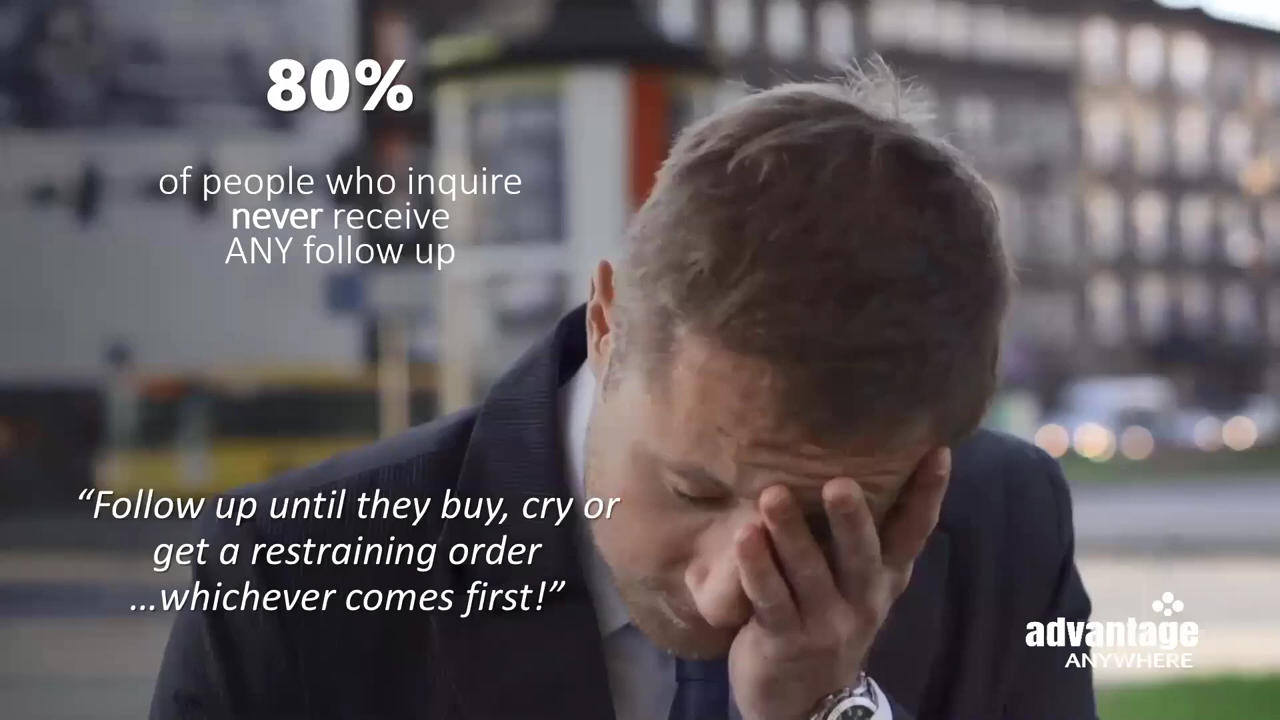 80%
of people who inquire
never receive
ANY follow up
“Follow up until they buy, cry or
get a restraining order
...whichever comes first!”
advantage
ANYWHERE